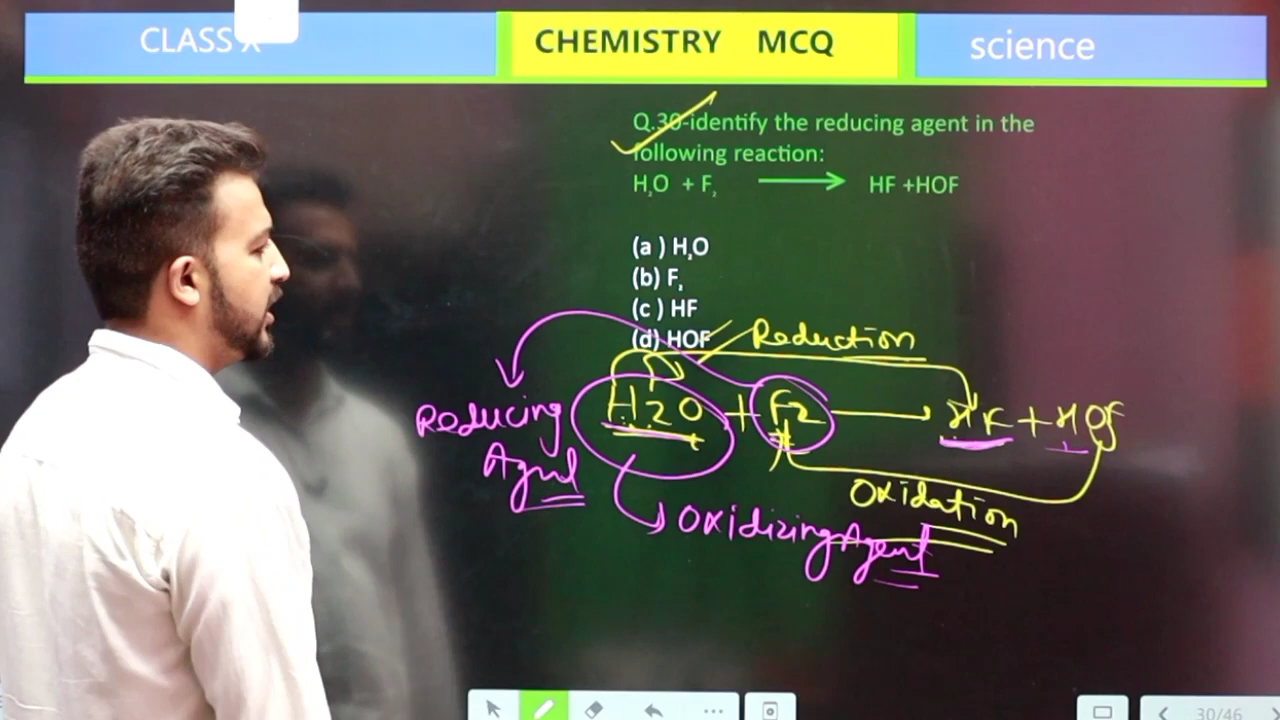 CLASS X
CHEMISTRY MCQ
science
Q.30-identify the reducing agent in the
following reaction:
H₂O + F₂ ⟶ HF +HOF
(a ) H₂O
(b) F₂
(c ) HF
(d) HOF
Reduction
H2O + F2 → HF + HOF
Reducing
Agent
Oxidation
Oxidizing Agent
30/46